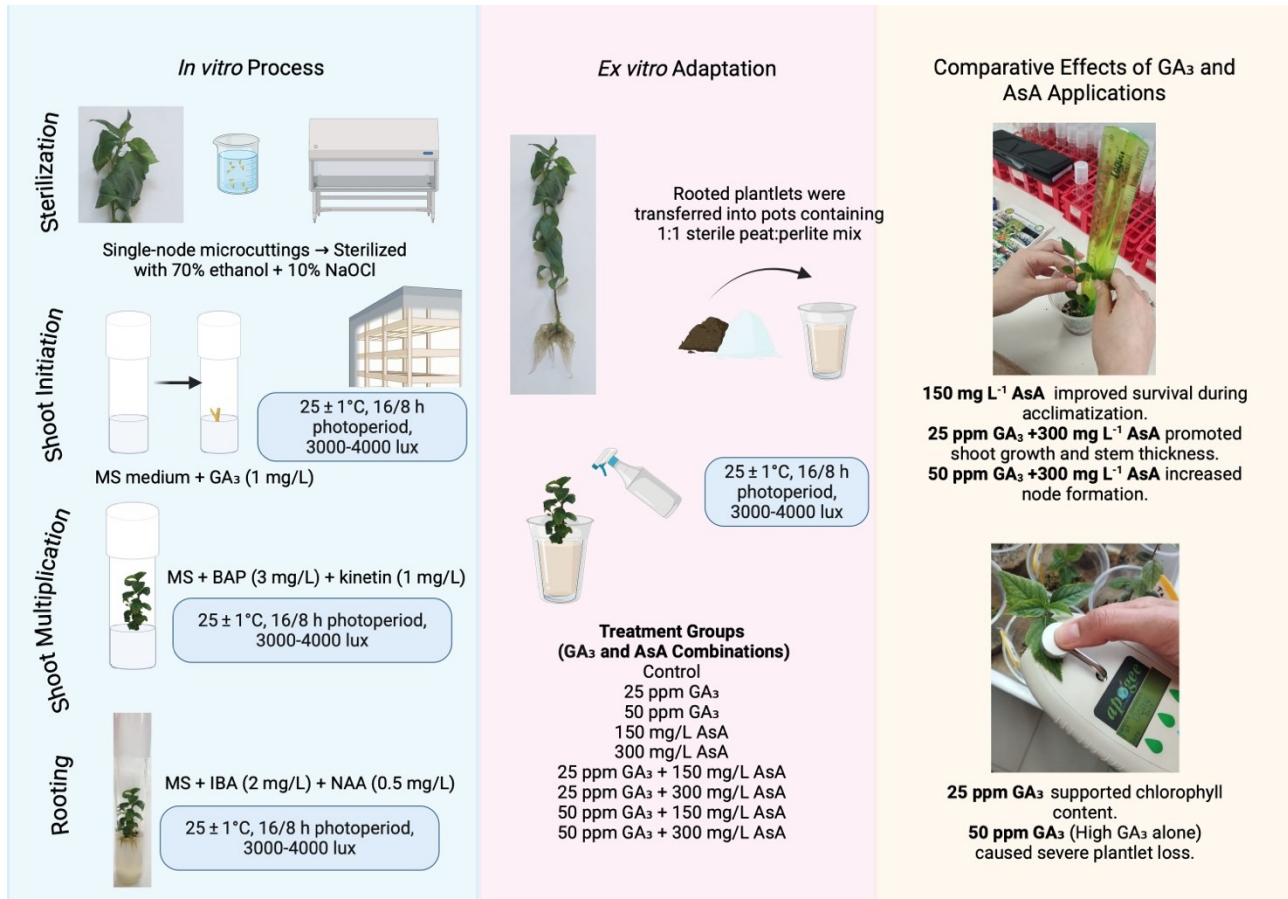 In vitro Process
Sterilization
Single-node microcuttings → Sterilized
with 70% ethanol + 10% NaOCl
Shoot Initiation
25 ± 1°C, 16/8 h
photoperiod,
3000-4000 lux
MS medium + GA₃ (1 mg/L)
Shoot Multiplication
MS + BAP (3 mg/L) + kinetin (1 mg/L)
25 ± 1°C, 16/8 h photoperiod,
3000-4000 lux
Rooting
MS + IBA (2 mg/L) + NAA (0.5 mg/L)
25 ± 1°C, 16/8 h photoperiod,
3000-4000 lux
Ex vitro Adaptation
Rooted plantlets were
transferred into pots containing
1:1 sterile peat:perlite mix
25 ± 1°C, 16/8 h
photoperiod,
3000-4000 lux
Treatment Groups
(GA₃ and AsA Combinations)
Control
25 ppm GA₃
50 ppm GA₃
150 mg/L AsA
300 mg/L AsA
25 ppm GA₃ + 150 mg/L AsA
25 ppm GA₃ + 300 mg/L AsA
50 ppm GA₃ + 150 mg/L AsA
50 ppm GA₃ + 300 mg/L AsA
Comparative Effects of GA₃ and
AsA Applications
150 mg L⁻¹ AsA improved survival during
acclimatization.
25 ppm GA₃ +300 mg L⁻¹ AsA promoted
shoot growth and stem thickness.
50 ppm GA₃ +300 mg L⁻¹ AsA increased
node formation.
apogee
25 ppm GA₃ supported chlorophyll
content.
50 ppm GA₃ (High GA₃ alone)
caused severe plantlet loss.